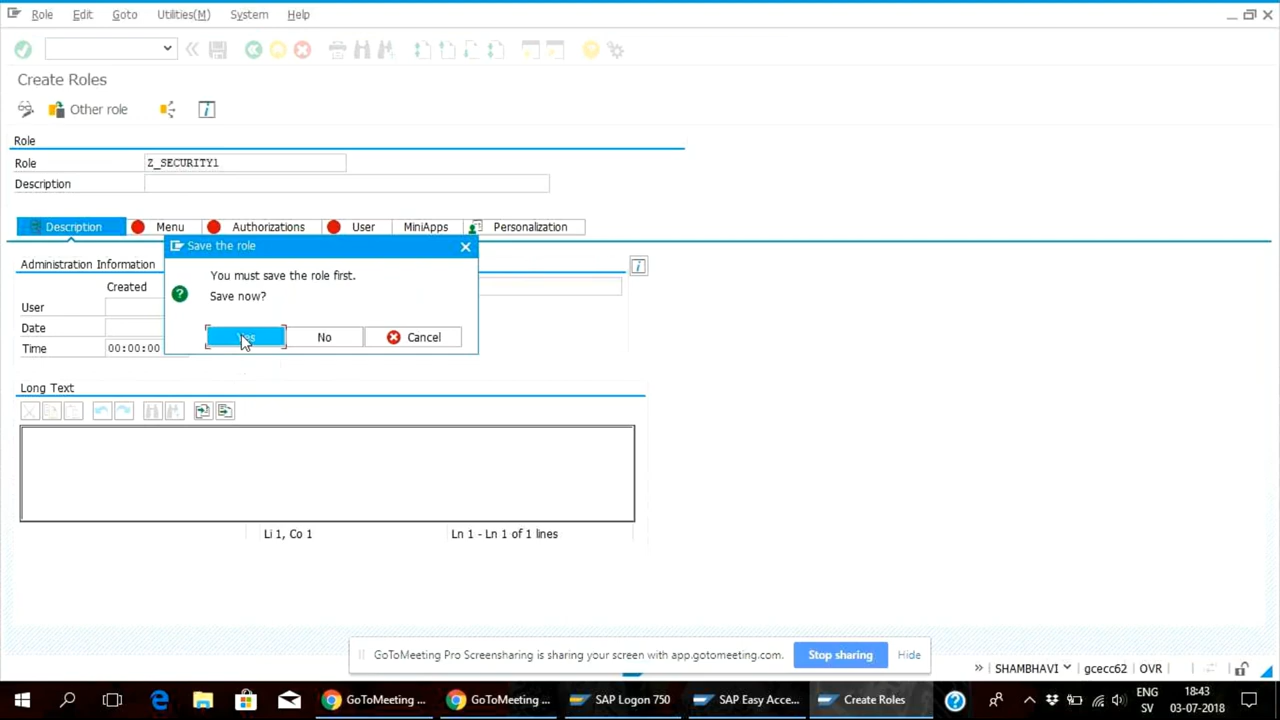 Role Edit Goto Utilities(M) System Help
Create Roles
Other role
Role
Role Z_SECURITY1
Description
Description Menu Authorizations User MiniApps Personalization
Save the role
Administration Information
You must save the role first.
Created
Save now?
User
Date
Yes No Cancel
Time 00:00:00
Long Text
Li 1, Co 1 Ln 1 - Ln 1 of 1 lines
GoToMeeting Pro Screensharing is sharing your screen with app.gotomeeting.com. Stop sharing Hide
SHAMBHAVI gcecc62 OVR
GoToMeeting ... GoToMeeting ... SAP Logon 750 SAP Easy Acce... Create Roles
ENG 18:43
SV 03-07-2018